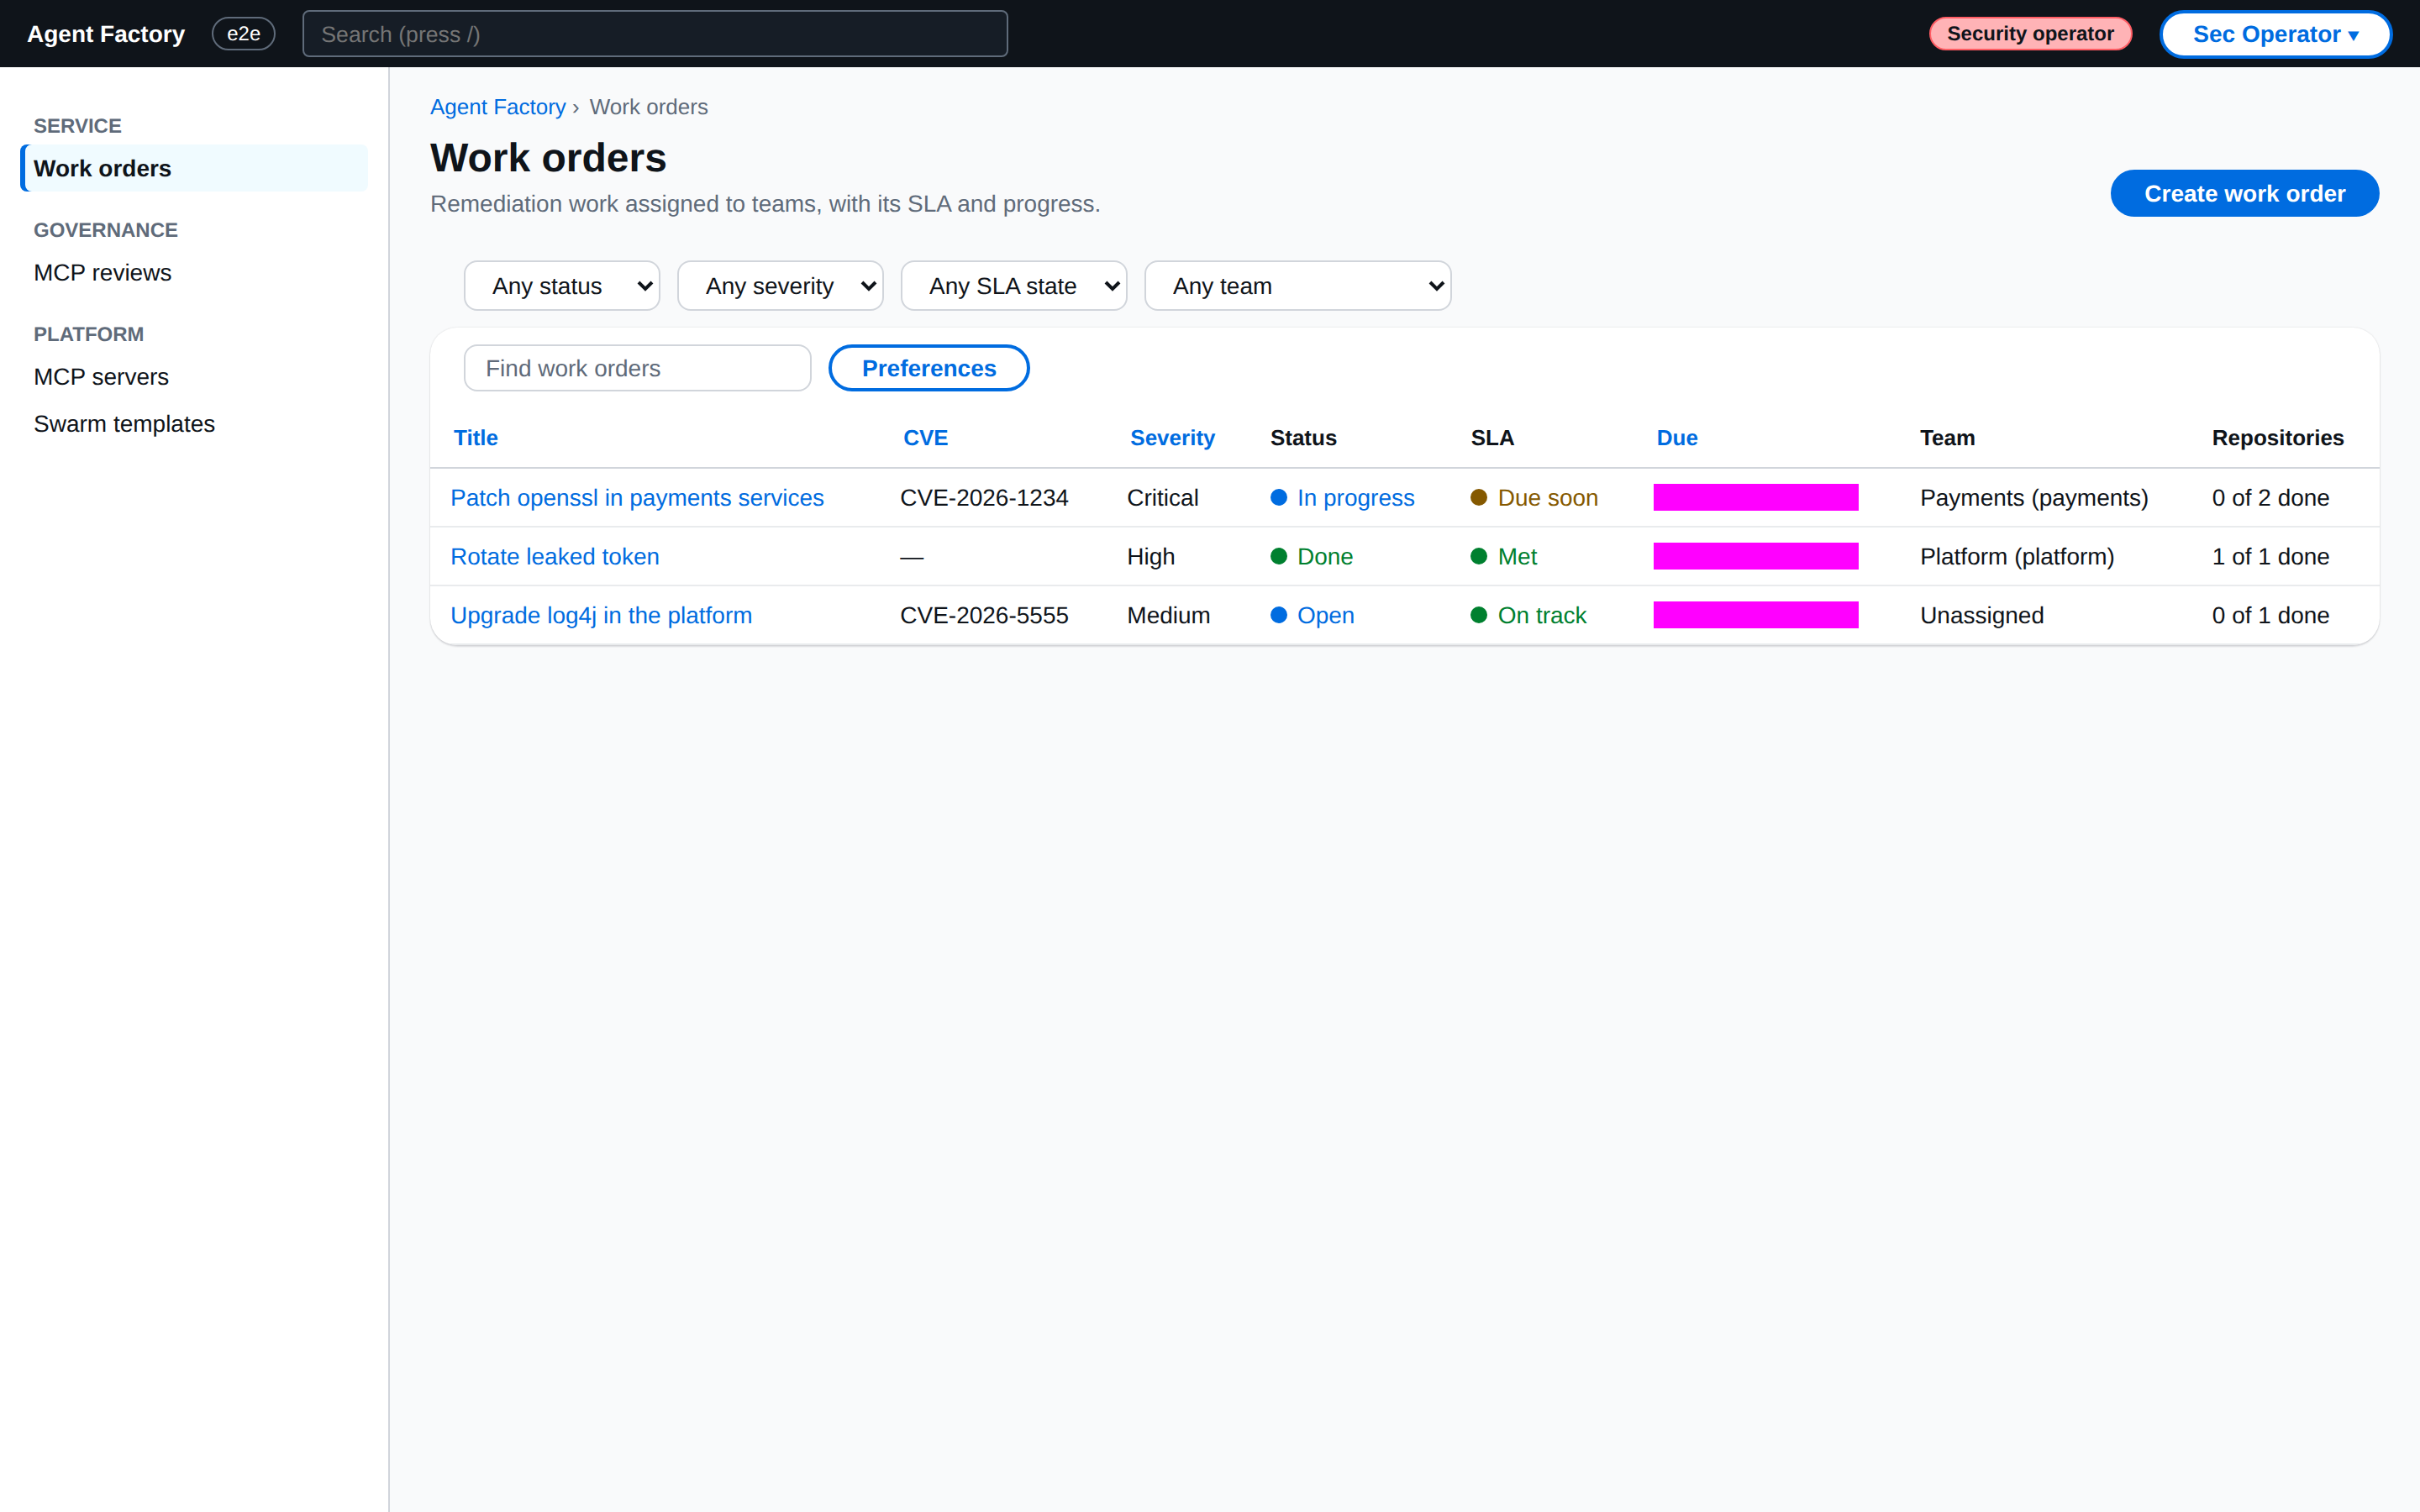 Agent Factory e2e Search (press /) Security operator Sec Operator ▾
SERVICE
Work orders
GOVERNANCE
MCP reviews
PLATFORM
MCP servers
Swarm templates
Agent Factory › Work orders
Work orders
Remediation work assigned to teams, with its SLA and progress.
Create work order
Any status Any severity Any SLA state Any team
Find work orders Preferences
Title CVE Severity Status SLA Due Team Repositories
Patch openssl in payments services CVE-2026-1234 Critical In progress Due soon Payments (payments) 0 of 2 done
Rotate leaked token — High Done Met Platform (platform) 1 of 1 done
Upgrade log4j in the platform CVE-2026-5555 Medium Open On track Unassigned 0 of 1 done